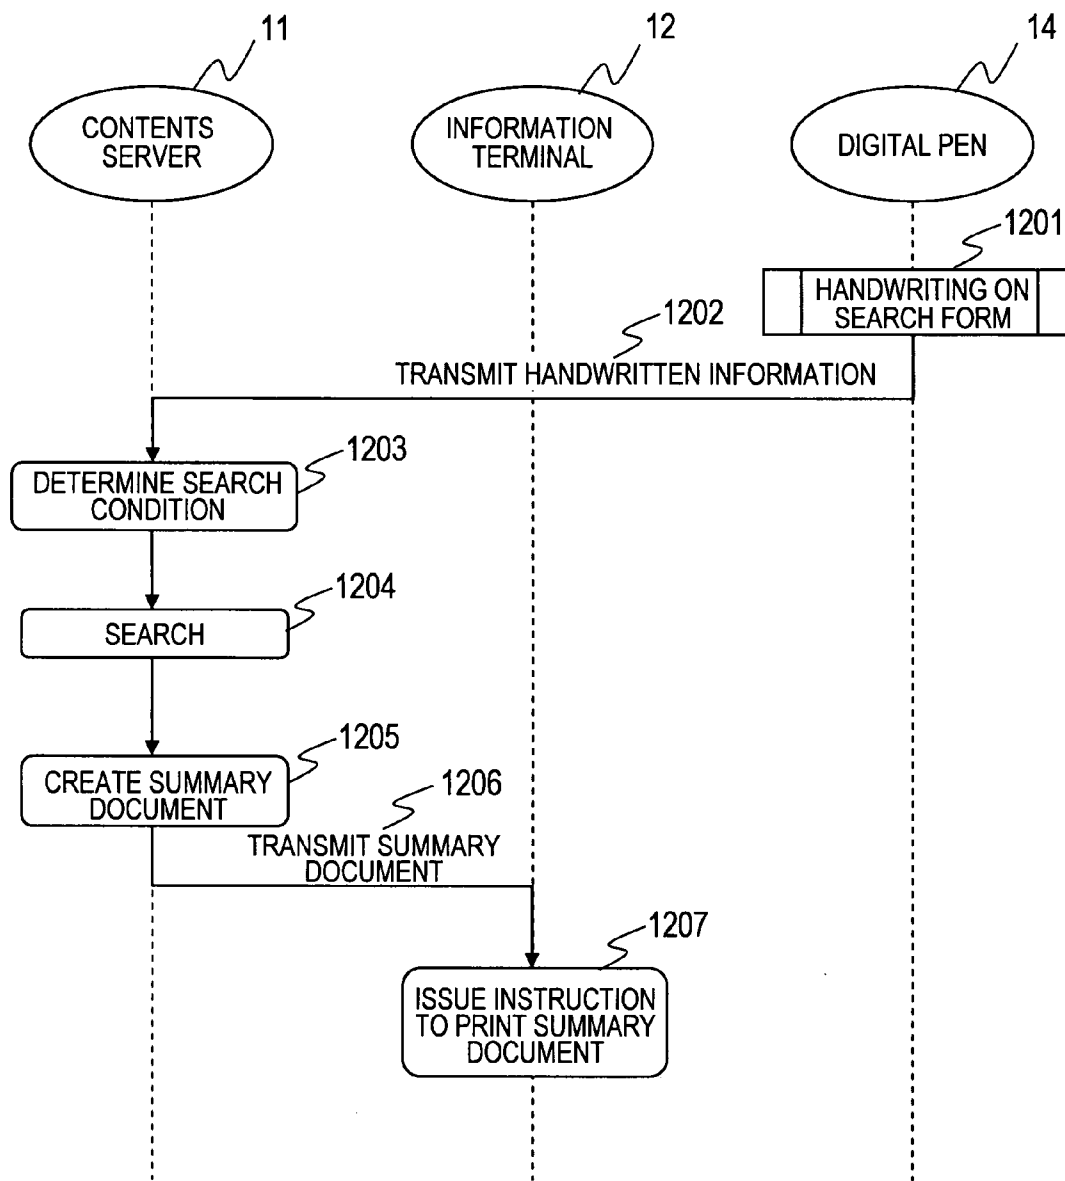 11
12
14
CONTENTS
SERVER
INFORMATION
TERMINAL
DIGITAL PEN
1201
HANDWRITING ON
SEARCH FORM
1202
TRANSMIT HANDWRITTEN INFORMATION
1203
DETERMINE SEARCH
CONDITION
1204
SEARCH
1205
CREATE SUMMARY
DOCUMENT
1206
TRANSMIT SUMMARY
DOCUMENT
1207
ISSUE INSTRUCTION
TO PRINT SUMMARY
DOCUMENT